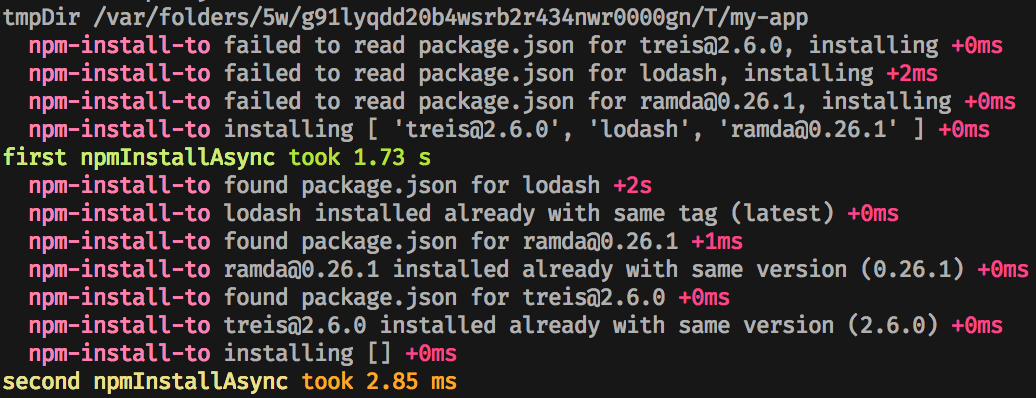 tmpDir /var/folders/5w/g91lyqdd20b4wsrb2r434nwr0000gn/T/my-app
npm-install-to failed to read package.json for treis@2.6.0, installing +0ms
npm-install-to failed to read package.json for lodash, installing +2ms
npm-install-to failed to read package.json for ramda@0.26.1, installing +0ms
npm-install-to installing [ 'treis@2.6.0', 'lodash', 'ramda@0.26.1' ] +0ms
first npmInstallAsync took 1.73 s
npm-install-to found package.json for lodash +2s
npm-install-to lodash installed already with same tag (latest) +0ms
npm-install-to found package.json for ramda@0.26.1 +1ms
npm-install-to ramda@0.26.1 installed already with same version (0.26.1) +0ms
npm-install-to found package.json for treis@2.6.0 +0ms
npm-install-to treis@2.6.0 installed already with same version (2.6.0) +0ms
npm-install-to installing [] +0ms
second npmInstallAsync took 2.85 ms